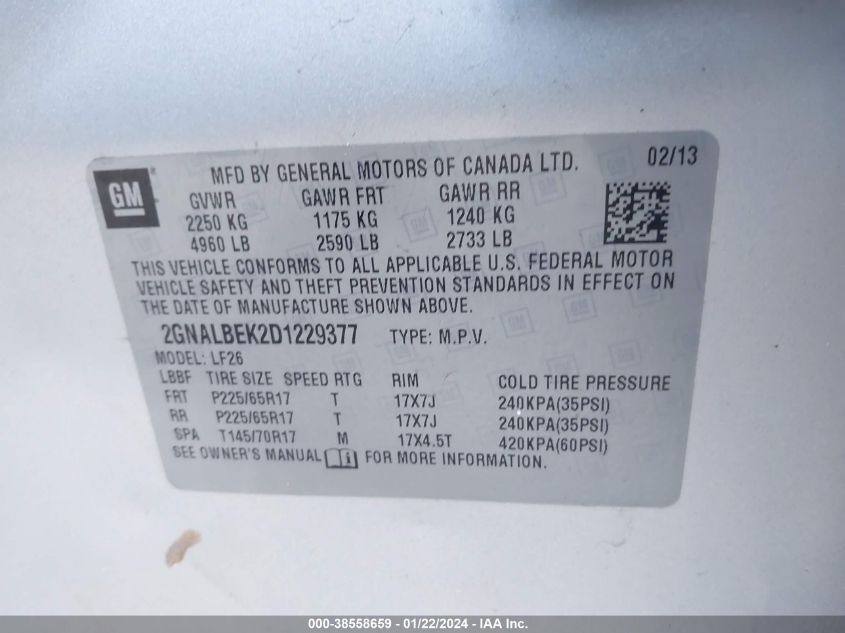 GM
MFD BY GENERAL MOTORS OF CANADA LTD. 02/13
GVWR GAWR FRT GAWR RR
2250 KG 1175 KG 1240 KG
4960 LB 2590 LB 2733 LB
THIS VEHICLE CONFORMS TO ALL APPLICABLE U.S. FEDERAL MOTOR
VEHICLE SAFETY AND THEFT PREVENTION STANDARDS IN EFFECT ON
THE DATE OF MANUFACTURE SHOWN ABOVE.
2GNALBEK2D1229377 TYPE: M.P.V.
MODEL: LF26
LBBF TIRE SIZE SPEED RTG RIM COLD TIRE PRESSURE
FRT P225/65R17 T 17X7J 240KPA(35PSI)
RR P225/65R17 T 17X7J 240KPA(35PSI)
SPA T145/70R17 M 17X4.5T 420KPA(60PSI)
SEE OWNER'S MANUAL FOR MORE INFORMATION.
000-38558659 - 01/22/2024 - IAA Inc.